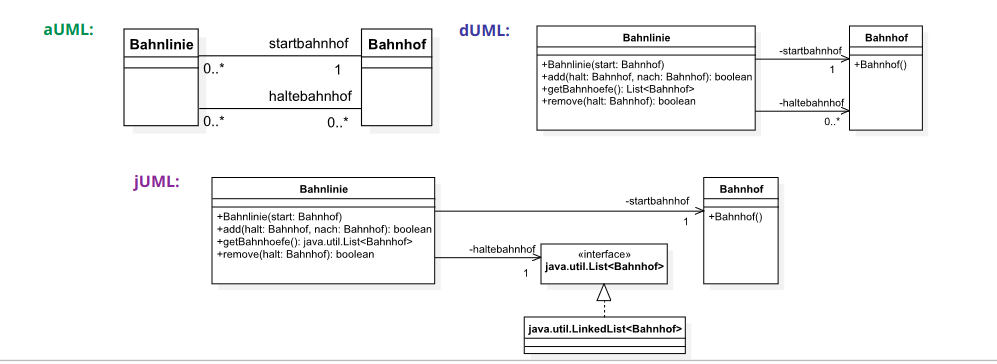 aUML:
Bahnlinie
startbahnhof
Bahnhof
0..*
1
haltebahnhof
0..*
0..*
dUML:
Bahnlinie
+Bahnlinie(start: Bahnhof)
+add(halt: Bahnhof, nach: Bahnhof): boolean
+getBahnhoefe(): List<Bahnhof>
+remove(halt: Bahnhof): boolean
-startbahnhof
1
-haltebahnhof
0..*
Bahnhof
+Bahnhof()
jUML:
Bahnlinie
+Bahnlinie(start: Bahnhof)
+add(halt: Bahnhof, nach: Bahnhof): boolean
+getBahnhoefe(): java.util.List<Bahnhof>
+remove(halt: Bahnhof): boolean
-startbahnhof
1
Bahnhof
+Bahnhof()
-haltebahnhof
1
«interface»
java.util.List<Bahnhof>
java.util.LinkedList<Bahnhof>